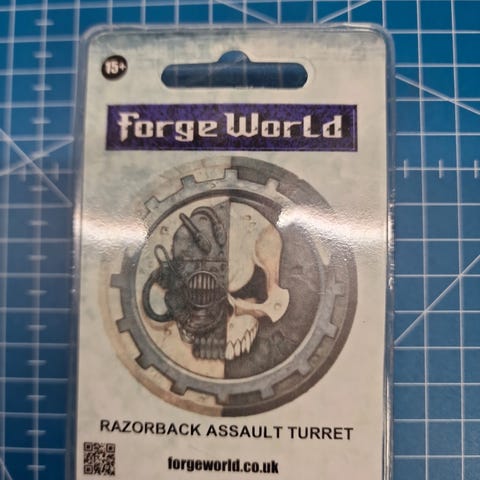 15+
Forge World
RAZORBACK ASSAULT TURRET
forgeworld.co.uk